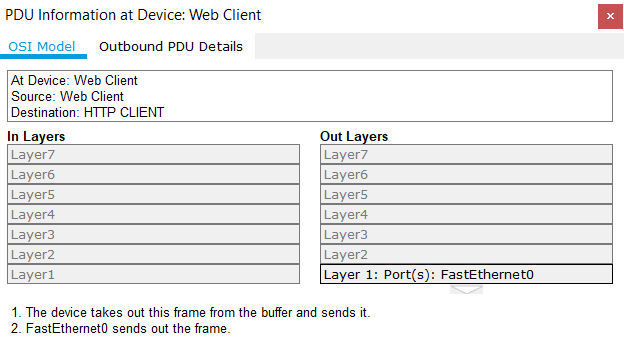 PDU Information at Device: Web Client
OSI Model Outbound PDU Details
At Device: Web Client
Source: Web Client
Destination: HTTP CLIENT
In Layers Out Layers
Layer7 Layer7
Layer6 Layer6
Layer5 Layer5
Layer4 Layer4
Layer3 Layer3
Layer2 Layer2
Layer1 Layer 1: Port(s): FastEthernet0
1. The device takes out this frame from the buffer and sends it.
2. FastEthernet0 sends out the frame.